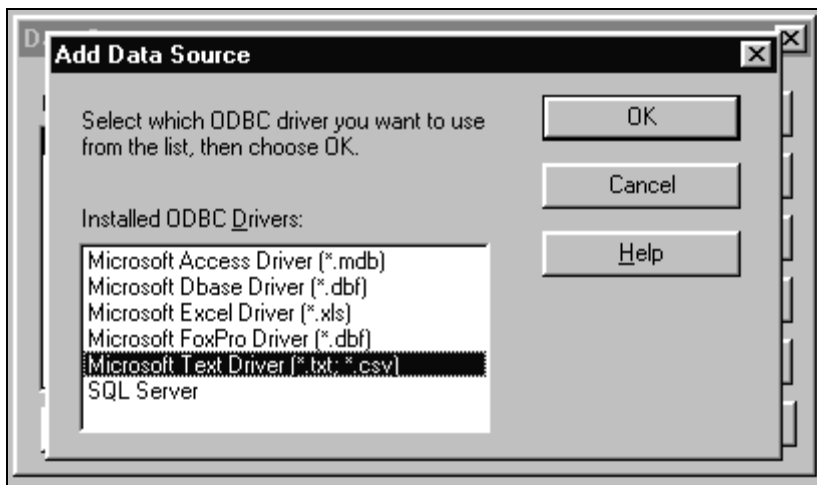 Add Data Source
Select which ODBC driver you want to use
from the list, then choose OK.
OK
Cancel
Help
Installed ODBC Drivers:
Microsoft Access Driver (*.mdb)
Microsoft Dbase Driver (*.dbf)
Microsoft Excel Driver (*.xls)
Microsoft FoxPro Driver (*.dbf)
Microsoft Text Driver (*.txt; *.csv)
SQL Server